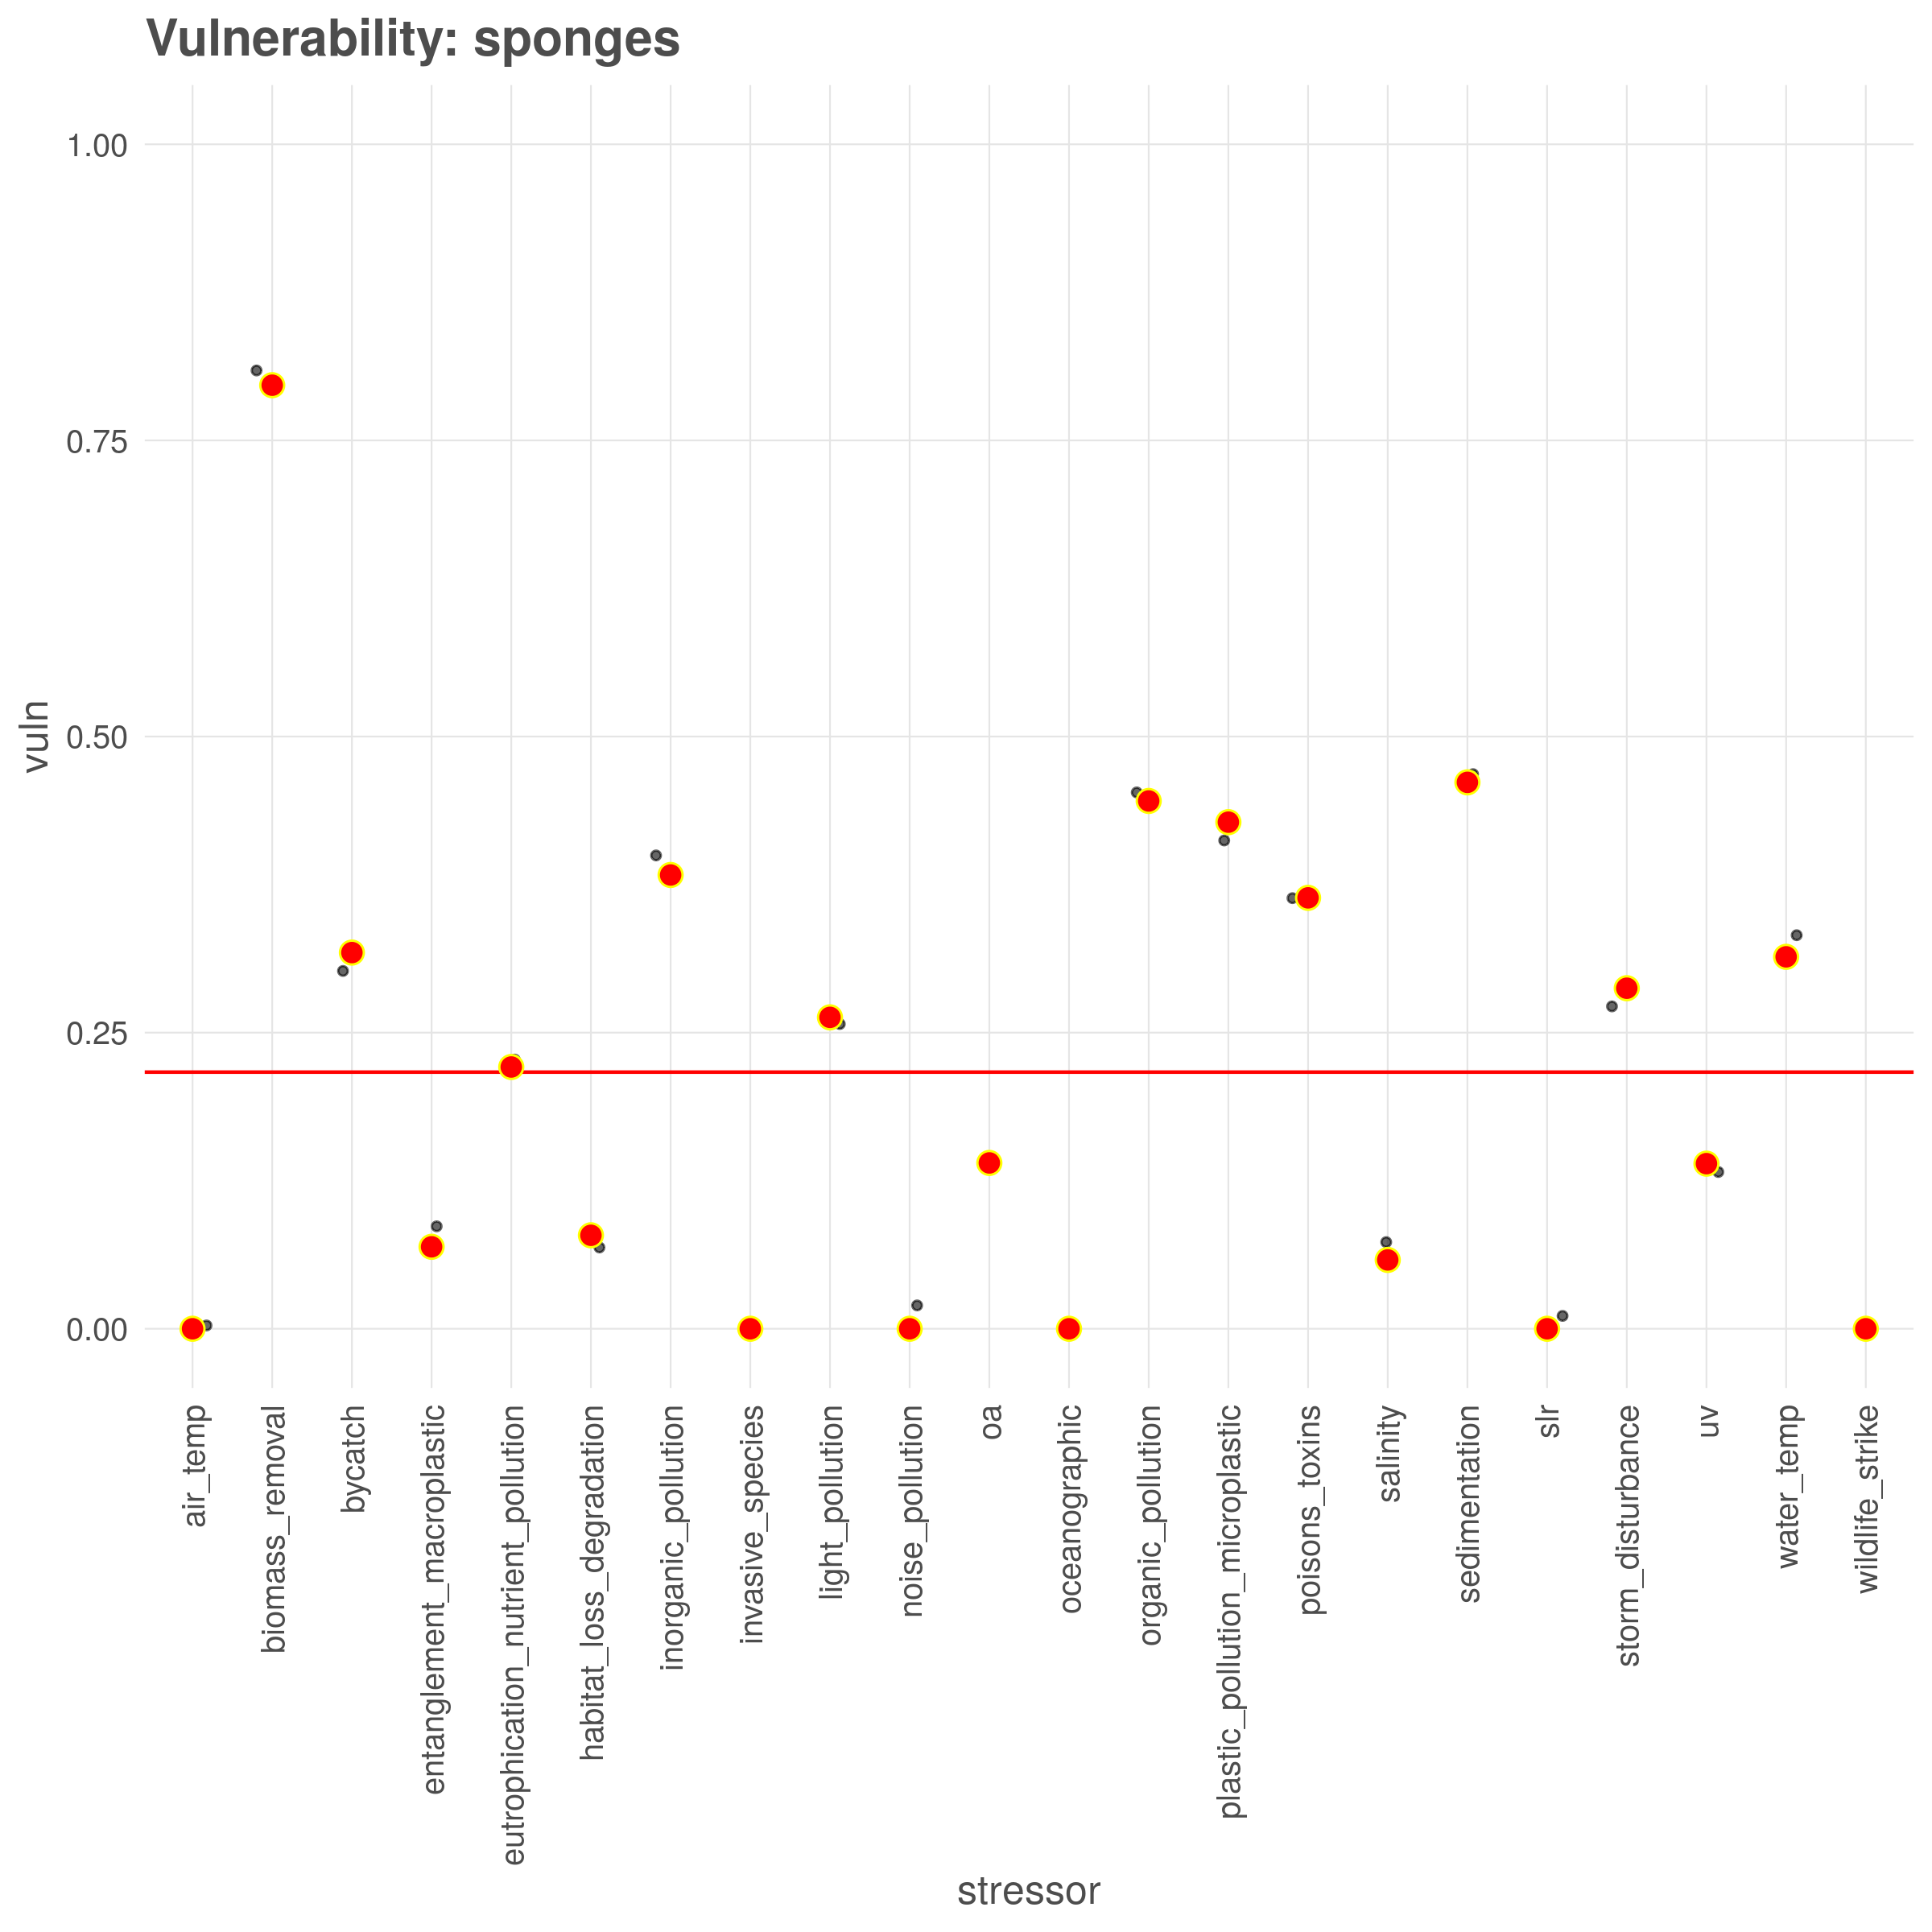 Vulnerability: sponges
1.00
0.75
0.50
0.25
0.00
vuln
air_temp
biomass_removal
bycatch
entanglement_macroplastic
eutrophication_nutrient_pollution
habitat_loss_degradation
inorganic_pollution
invasive_species
light_pollution
noise_pollution
oa
oceanographic
organic_pollution
plastic_pollution_microplastic
poisons_toxins
salinity
sedimentation
slr
storm_disturbance
uv
water_temp
wildlife_strike
stressor